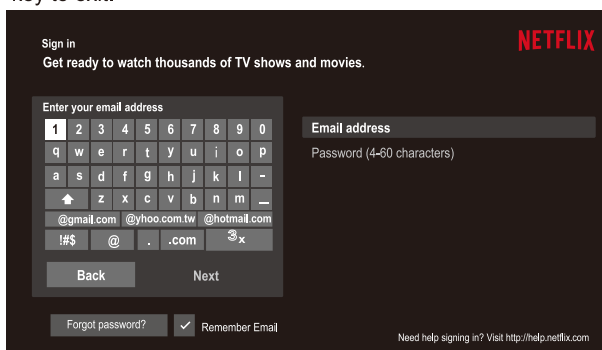 key to exit.
Sign in
NETFLIX
Get ready to watch thousands of TV shows and movies.
Enter your email address
1 2 3 4 5 6 7 8 9 0
q w e r t y u i o p
a s d f g h j k l -
z x c v b n m _
@gmail.com @yhoo.com.tw @hotmail.com
!#$ @ . .com 3x
Back Next
Email address
Password (4-60 characters)
Forgot password? ✓ Remember Email
Need help signing in? Visit http://help.netflix.com